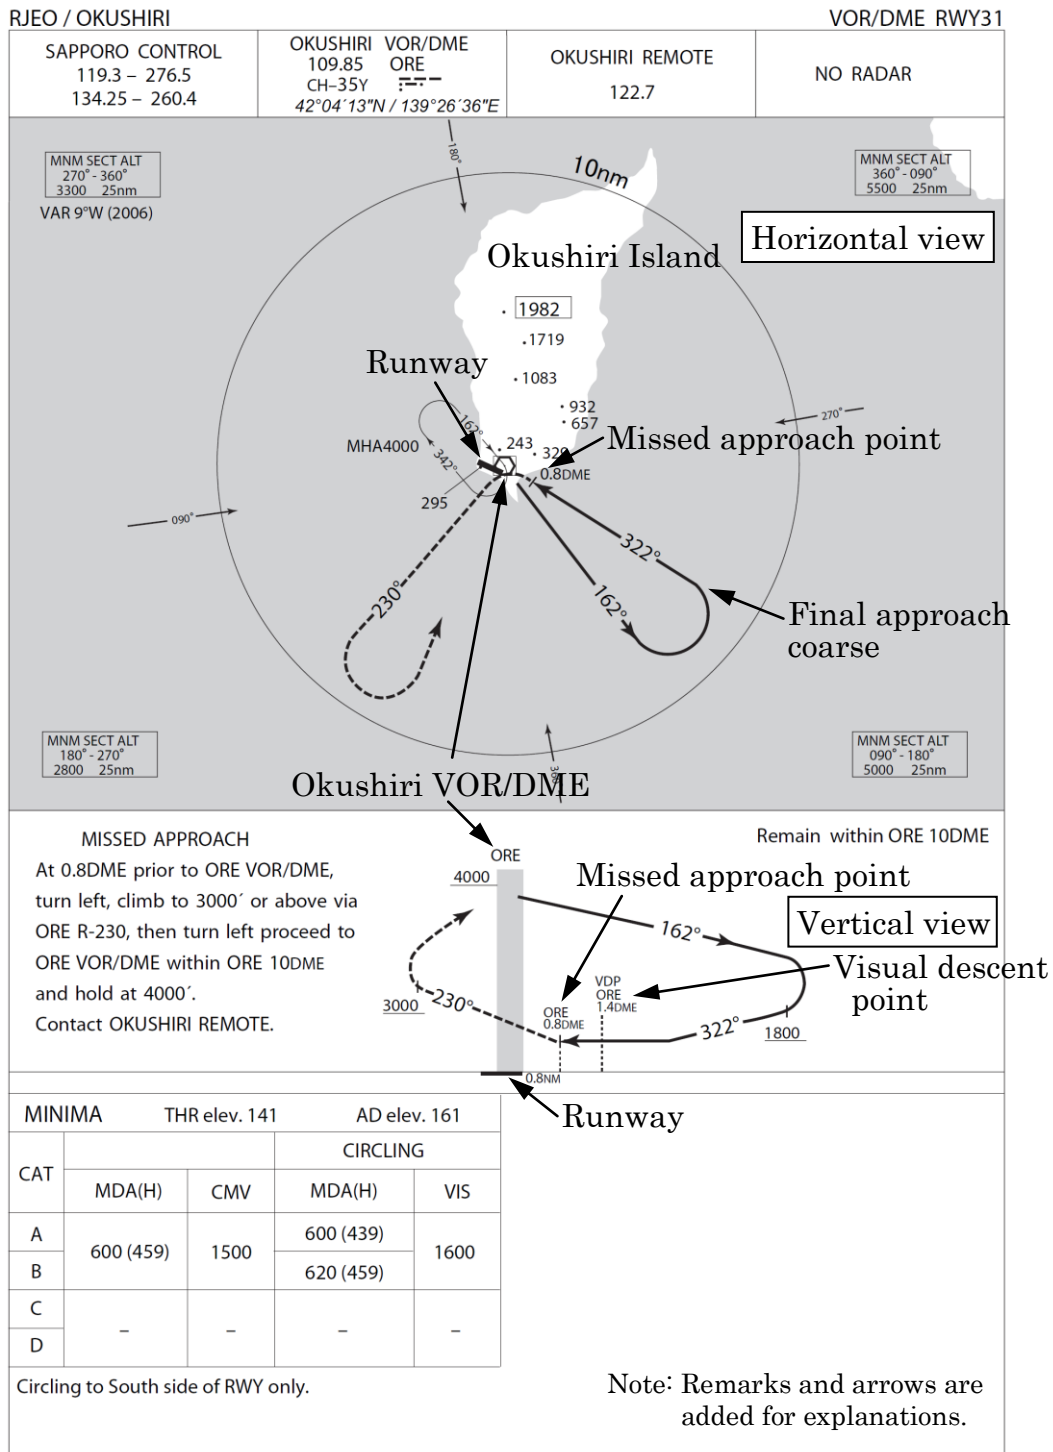 RJEO / OKUSHIRI
VOR/DME RWY31
SAPPORO CONTROL
119.3 – 276.5
134.25 – 260.4
OKUSHIRI VOR/DME
109.85 ORE
CH–35Y
42°04´13"N / 139°26´36"E
OKUSHIRI REMOTE
122.7
NO RADAR
MNM SECT ALT
270° - 360°
3300 25nm
VAR 9°W (2006)
180°
10nm
MNM SECT ALT
360° - 090°
5500 25nm
Horizontal view
Okushiri Island
1982
1719
Runway
1083
932
657
270°
162°
MHA4000
342°
243
329
Missed approach point
0.8DME
295
090°
322°
230°
162°
Final approach
coarse
MNM SECT ALT
180° - 270°
2800 25nm
MNM SECT ALT
090° - 180°
5000 25nm
360°
Okushiri VOR/DME
MISSED APPROACH
At 0.8DME prior to ORE VOR/DME,
turn left, climb to 3000´ or above via
ORE R-230, then turn left proceed to
ORE VOR/DME within ORE 10DME
and hold at 4000´.
Contact OKUSHIRI REMOTE.
Remain within ORE 10DME
ORE
4000
Missed approach point
Vertical view
162°
Visual descent
point
VDP
ORE
1.4DME
3000
230°
ORE
0.8DME
322°
1800
0.8NM
Runway
MINIMA THR elev. 141 AD elev. 161
CAT
CIRCLING
MDA(H) CMV MDA(H) VIS
A 600 (459) 1500 600 (439) 1600
B 620 (459)
C – – – –
D
Circling to South side of RWY only.
Note: Remarks and arrows are
added for explanations.